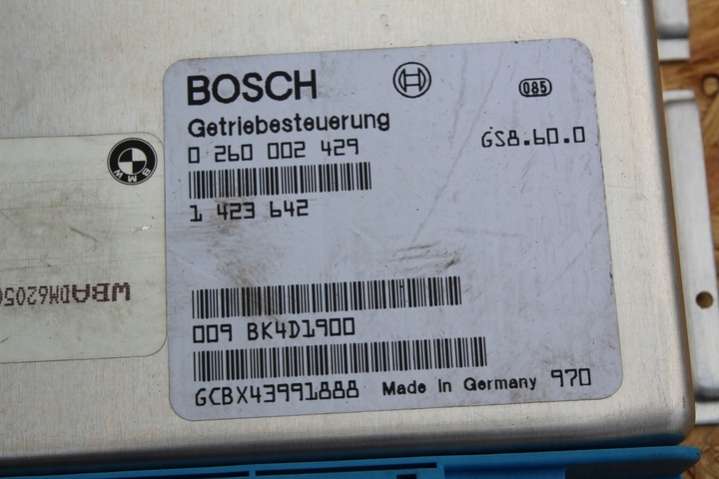 BOSCH
085
Getriebesteuerung
0 260 002 429
GS8.60.0
1 423 642
BMW
009 BK4D1900
GCBX43991888 Made in Germany 970